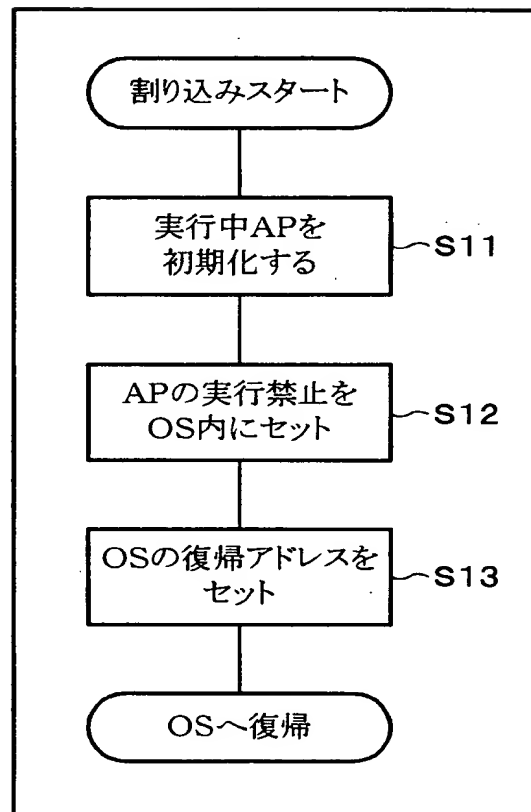 割り込みスタート
実行中APを
初期化する
S11
APの実行禁止を
OS内にセット
S12
OSの復帰アドレスを
セット
S13
OSへ復帰